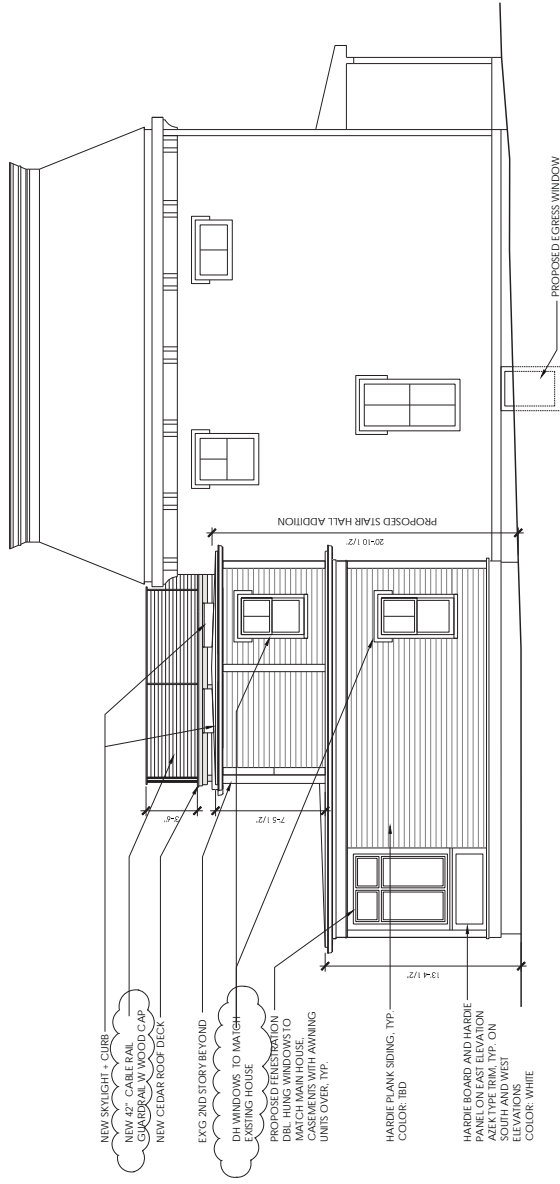 NEW SKYLIGHT + CURB
NEW 42" CABLE RAIL
GUARDRAIL W WOOD CAP
NEW CEDAR ROOF DECK
EX'G 2ND STORY BEYOND
DH WINDOWS TO MATCH
EXISTING HOUSE
PROPOSED FENESTRATION
DBL. HUNG WINDOWS TO
MATCH MAIN HOUSE,
CASEMENTS WITH AWNING
UNITS OVER, TYP.
HARDIE PLANK SIDING, TYP.
COLOR: TBD
HARDIE BOARD AND HARDIE
PANEL ON EAST ELEVATION
AZEK TYPE TRIM, TYP. ON
SOUTH AND WEST
ELEVATIONS
COLOR: WHITE
3'-6"
7'-5 1/2"
13'-4 1/2"
20'-10 1/2"
PROPOSED STAIR HALL ADDITION
PROPOSED EGRESS WINDOW